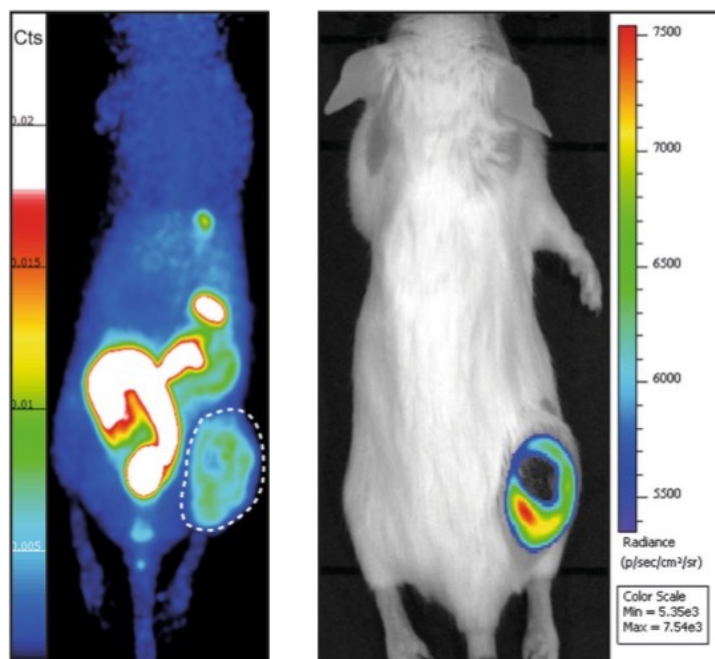 Cts
0.02
0.015
0.01
0.005
7500
7000
6500
6000
5500
Radiance
(p/sec/cm²/sr)
Color Scale
Min = 5.35e3
Max = 7.54e3